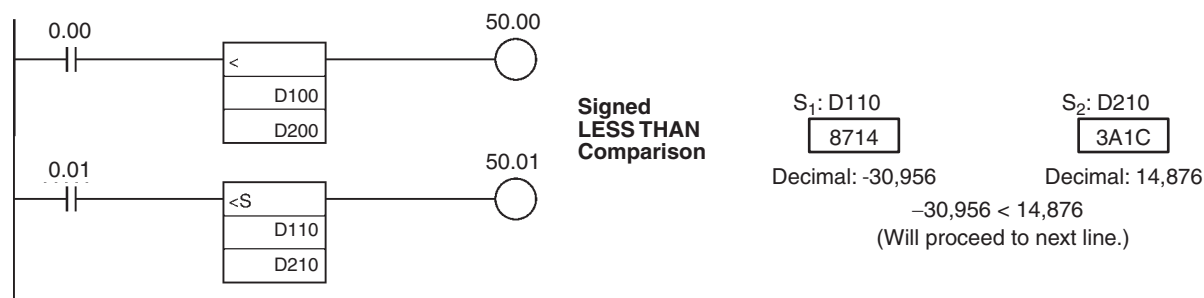 0.00
50.00
<
D100
D200
0.01
50.01
<S
D110
D210
Signed
LESS THAN
Comparison
S₁: D110
S₂: D210
8714
3A1C
Decimal: -30,956
Decimal: 14,876
–30,956 < 14,876
(Will proceed to next line.)